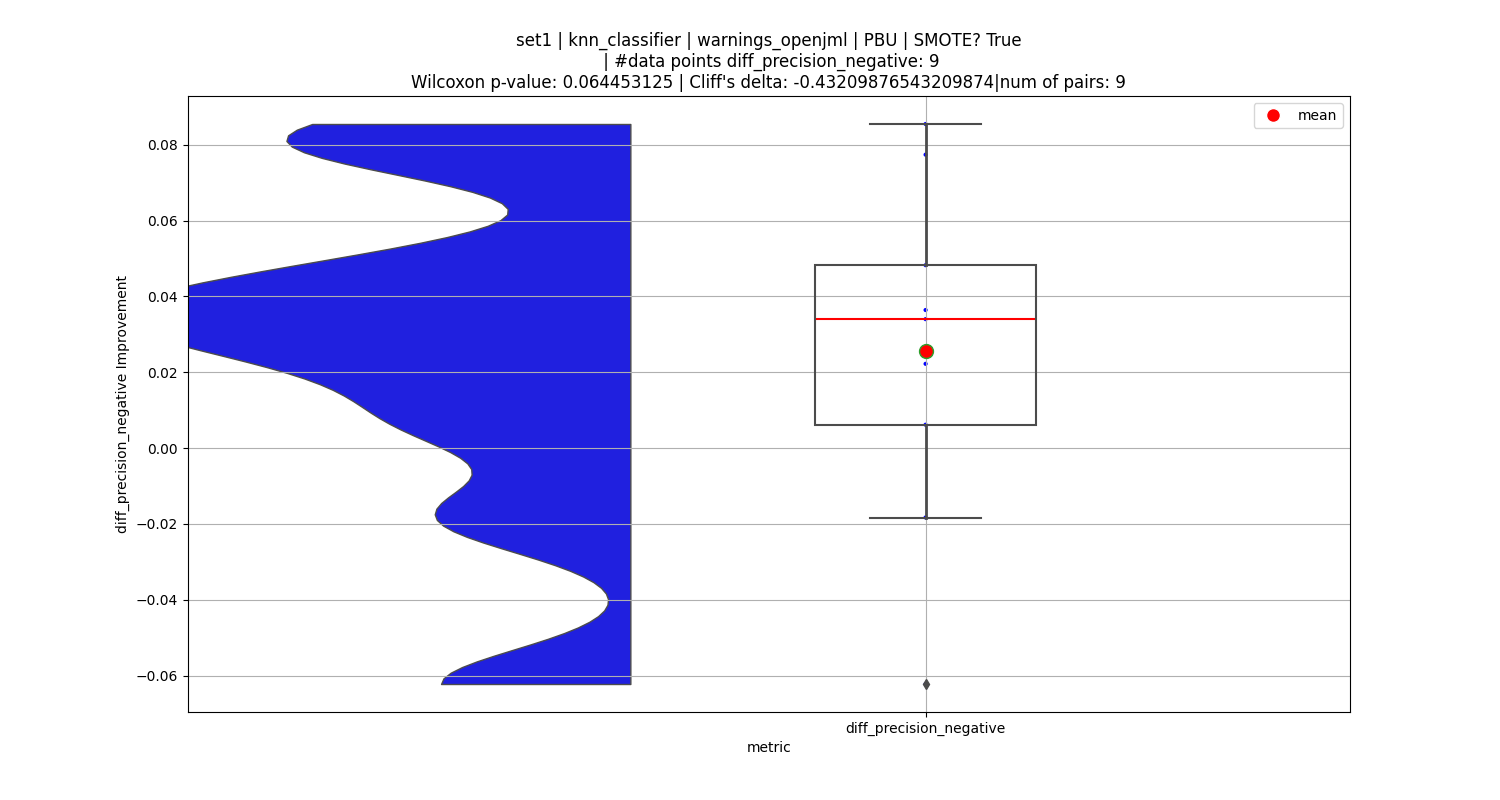 set1 | knn_classifier | warnings_openjml | PBU | SMOTE? True
| #data points diff_precision_negative: 9
Wilcoxon p-value: 0.064453125 | Cliff's delta: -0.43209876543209874|num of pairs: 9
mean
0.08
0.06
0.04
0.02
0.00
−0.02
−0.04
−0.06
diff_precision_negative Improvement
diff_precision_negative
metric